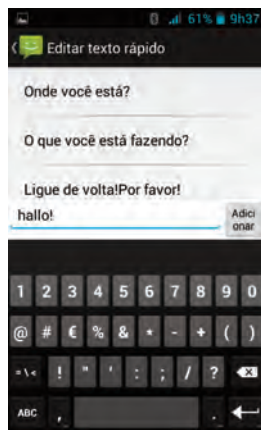 61% 9h37
Editar texto rápido
Onde você está?
O que você está fazendo?
Ligue de volta!Por favor!
hallo!
Adici
onar
1 2 3 4 5 6 7 8 9 0
@ # € % & * - + ( )
=\< ! " ' : ; / ?
ABC , .